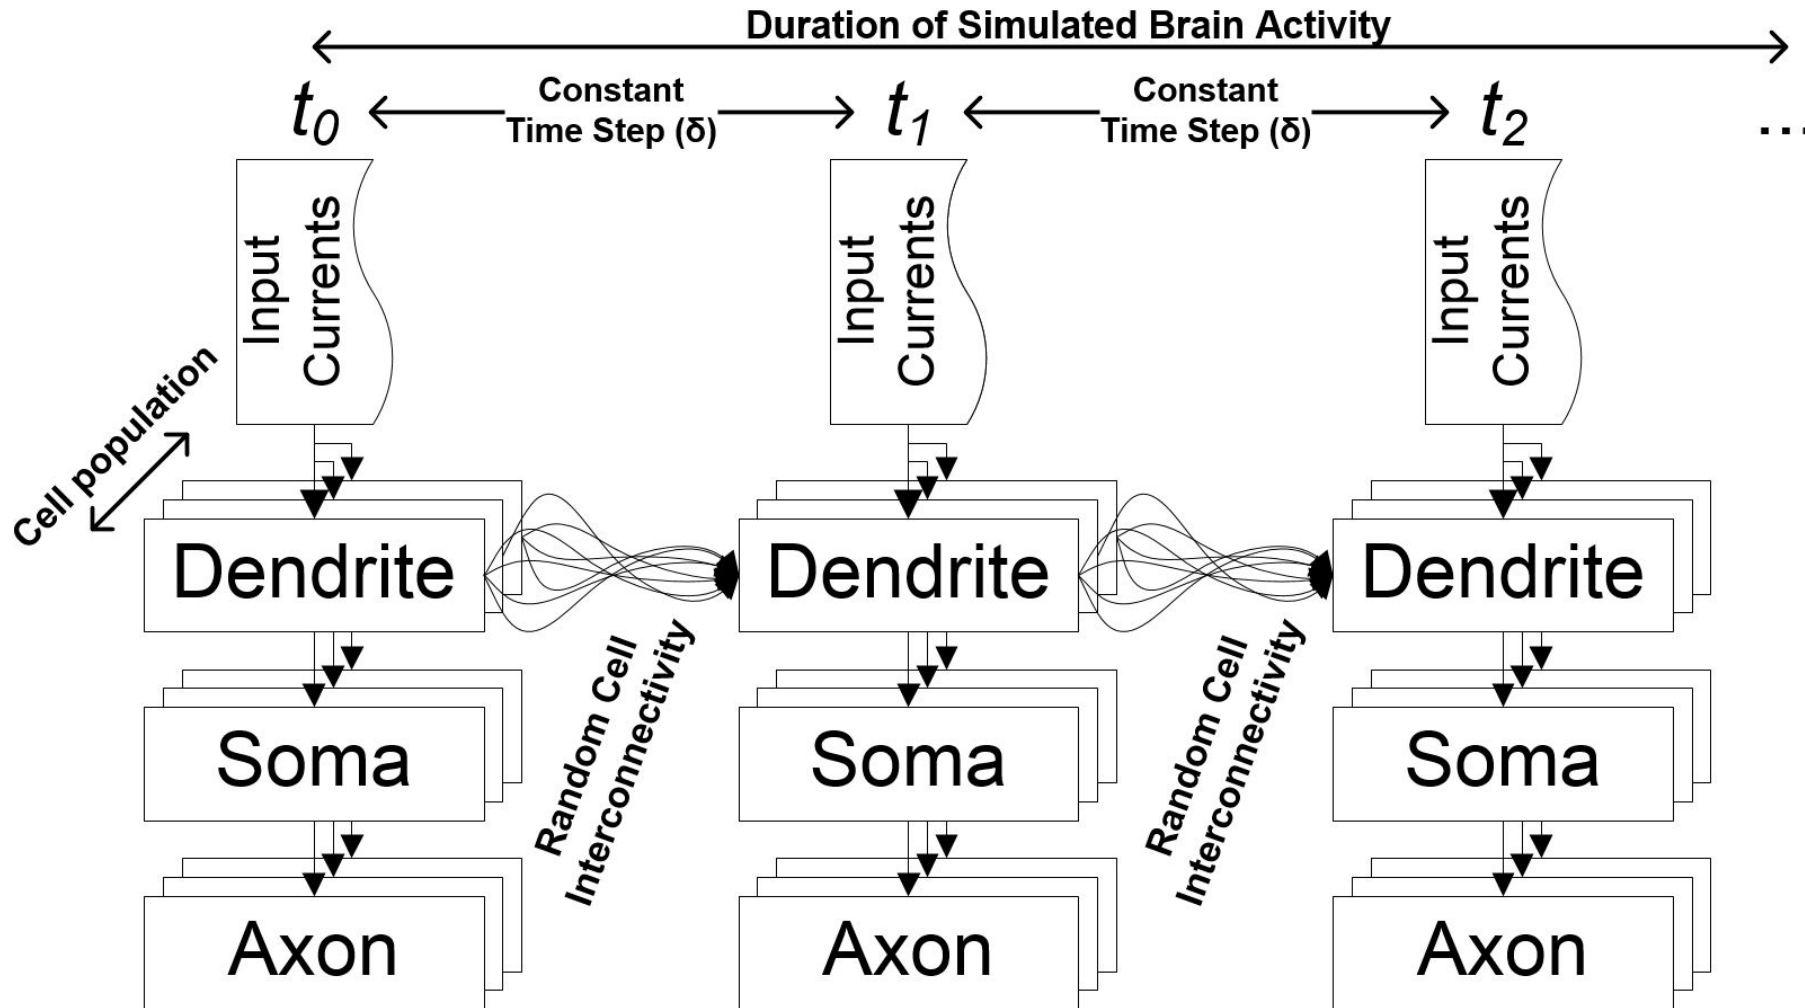 Duration of Simulated Brain Activity
t0
Constant
Time Step (δ)
t1
Constant
Time Step (δ)
t2
...
Input
Currents
Input
Currents
Input
Currents
Cell population
Dendrite
Dendrite
Dendrite
Random Cell
Interconnectivity
Random Cell
Interconnectivity
Soma
Soma
Soma
Axon
Axon
Axon